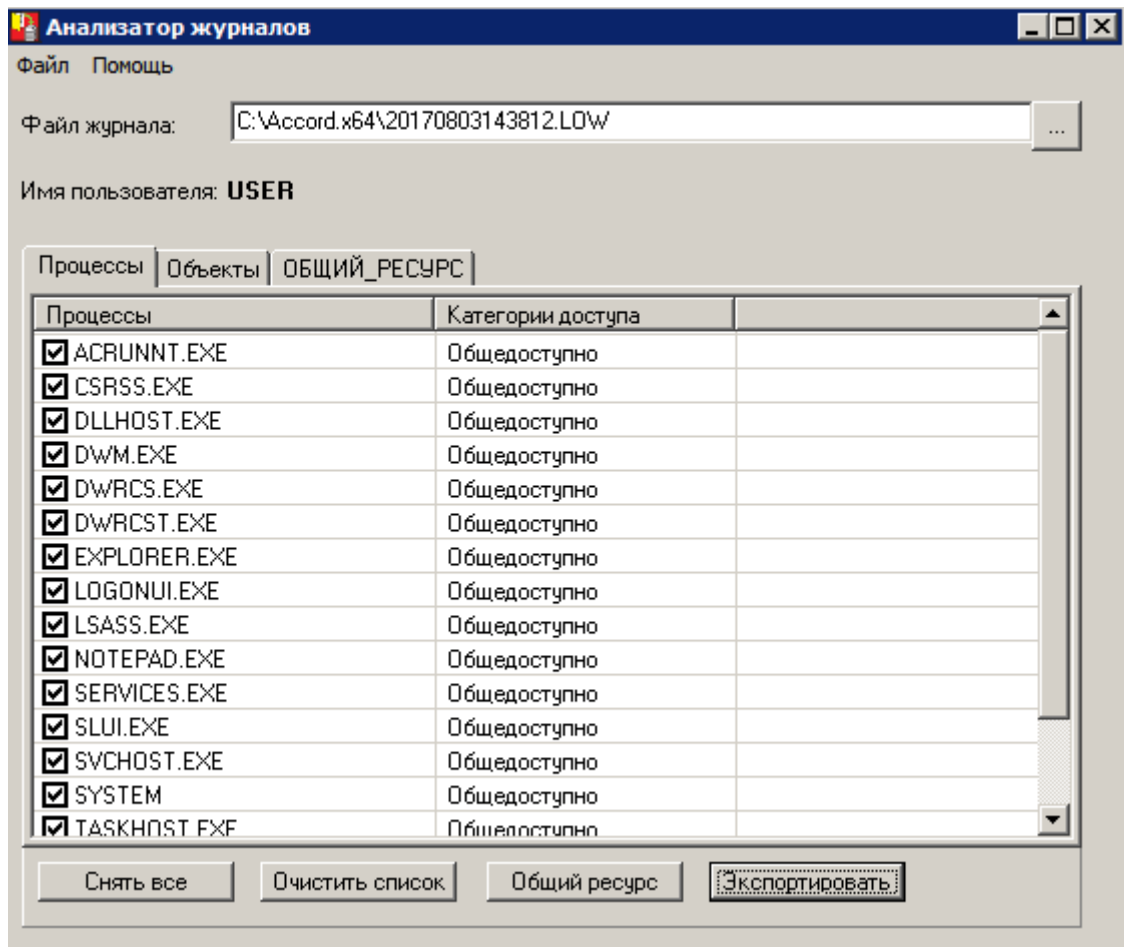 Анализатор журналов
Файл Помощь
Файл журнала: C:\Accord.x64\20170803143812.LOW ...
Имя пользователя: USER
Процессы Объекты ОБЩИЙ_РЕСУРС
Процессы Категории доступа
ACRUNNT.EXE Общедоступно
CSRSS.EXE Общедоступно
DLLHOST.EXE Общедоступно
DWM.EXE Общедоступно
DWRCS.EXE Общедоступно
DWRCST.EXE Общедоступно
EXPLORER.EXE Общедоступно
LOGONUI.EXE Общедоступно
LSASS.EXE Общедоступно
NOTEPAD.EXE Общедоступно
SERVICES.EXE Общедоступно
SLUI.EXE Общедоступно
SVCHOST.EXE Общедоступно
SYSTEM Общедоступно
TASKHOST.EXE Общедоступно
Снять все Очистить список Общий ресурс Экспортировать